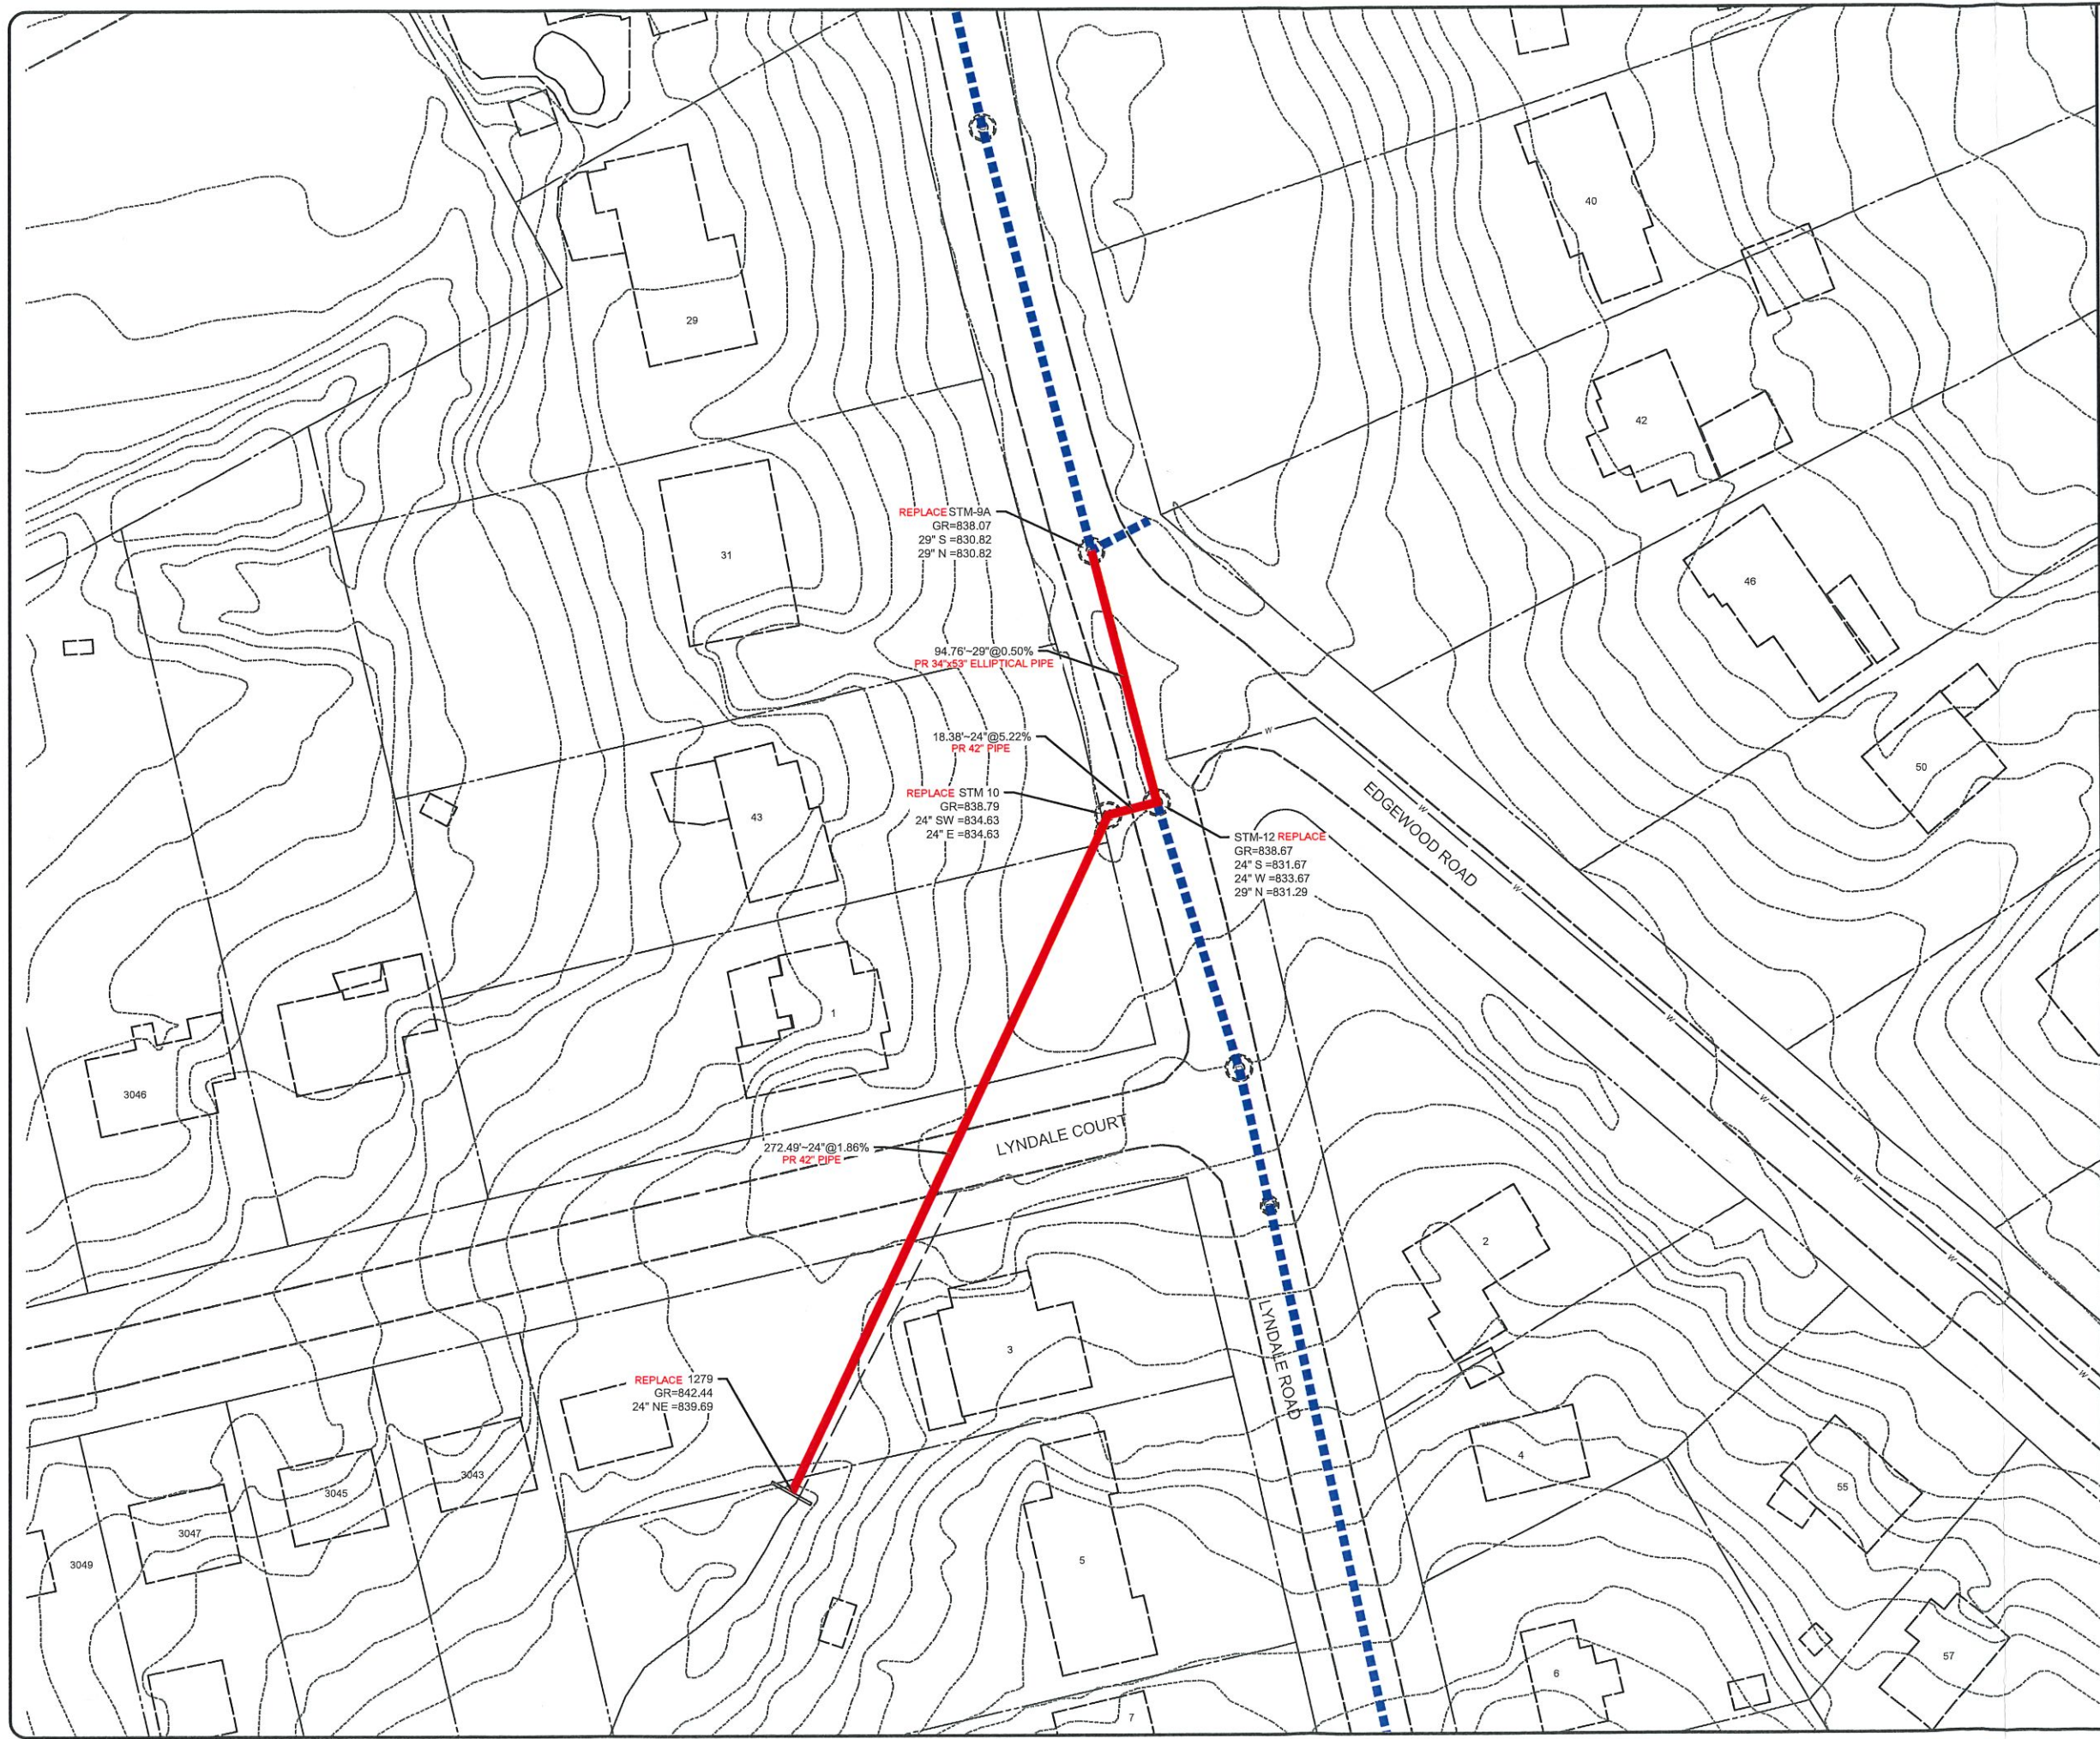 40
29
42
REPLACE STM-9A
GR=838.07
29" S =830.82
29" N =830.82
31
46
94.76'~29"@0.50%
PR 34"x53" ELLIPTICAL PIPE
18.38'~24"@5.22%
PR 42" PIPE
W
50
REPLACE STM 10
GR=838.79
24" SW =834.63
24" E =834.63
43
EDGEWOOD ROAD
W
STM-12 REPLACE
GR=838.67
24" S =831.67
24" W =833.67
29" N =831.29
W
1
W
3046
W
LYNDALE COURT
272.49'~24"@1.86%
PR 42" PIPE
W
2
W
3
LYNDALE ROAD
W
REPLACE 1279
GR=842.44
24" NE =839.69
4
3043
3045
55
3047
5
3049
57
6
7